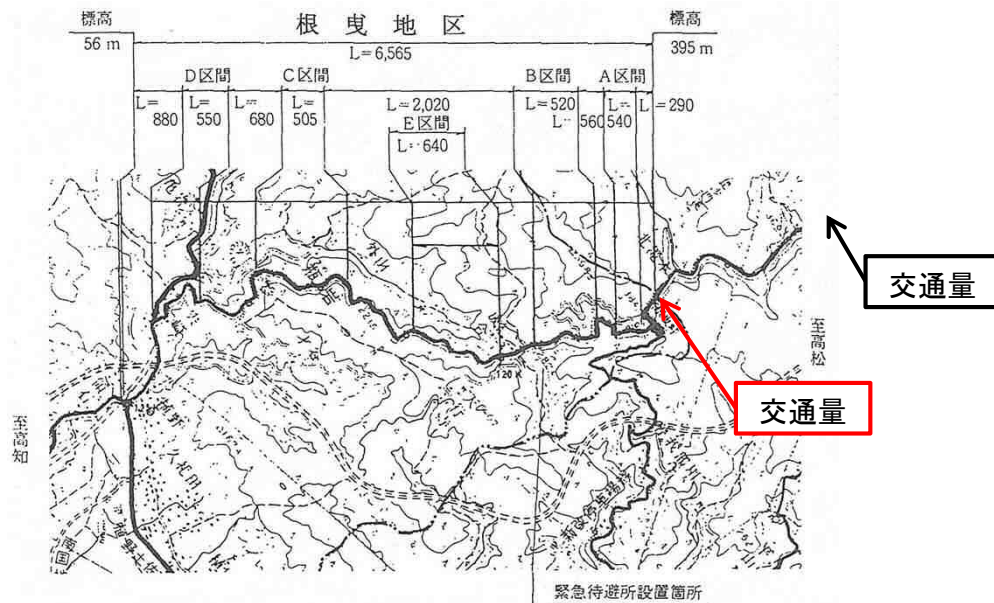 標高
根曳地区
標高
56 m
L=6,565
395 m
D区間
C区間
B区間
A区間
L=
880
L=
550
L=
680
L=
505
L=2,020
L=520
L=
540
L=290
L= 560
E区間
L= 640
交通量
至高松
120K
交通量
至高知
南国
緊急待避所設置箇所